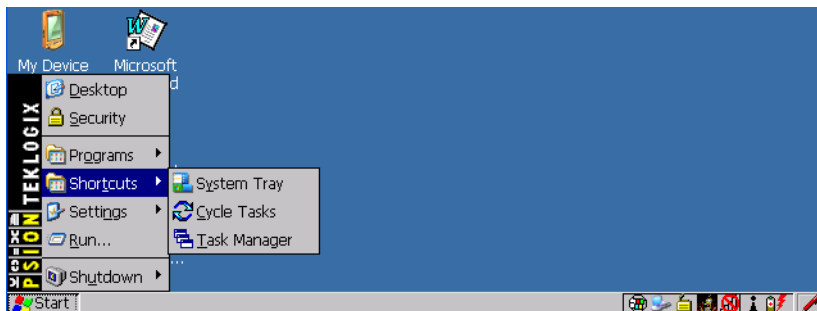 My Device Microsoft
d
PSION TEKLOGIX
Desktop
Security
Programs
Shortcuts
Settings
Run...
Shutdown
System Tray
Cycle Tasks
Task Manager
...
Start